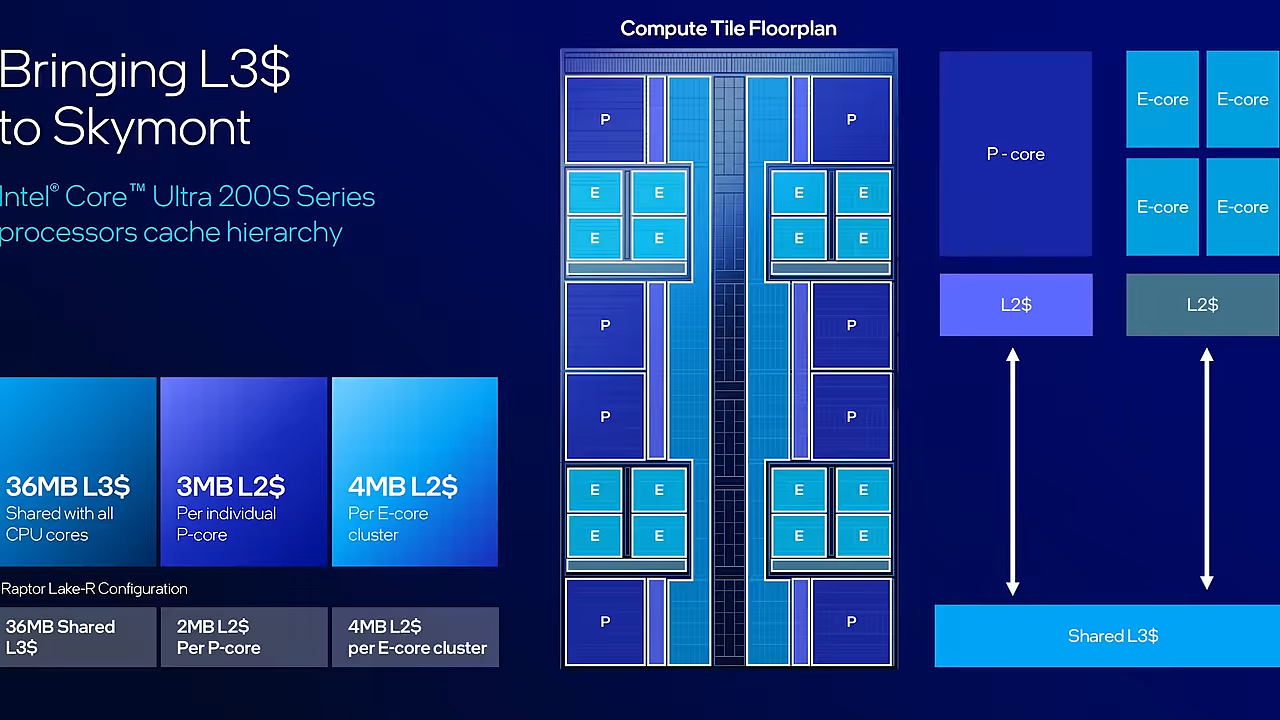 Bringing L3$
to Skymont
Intel® Core™ Ultra 200S Series
processors cache hierarchy
36MB L3$
Shared with all
CPU cores
3MB L2$
Per individual
P-core
4MB L2$
Per E-core
cluster
Raptor Lake-R Configuration
36MB Shared
L3$
2MB L2$
Per P-core
4MB L2$
per E-core cluster
Compute Tile Floorplan
P P
E E E E
E E E E
P P
P P
E E E E
E E E E
P P
P - core
E-core E-core
E-core E-core
L2$ L2$
Shared L3$